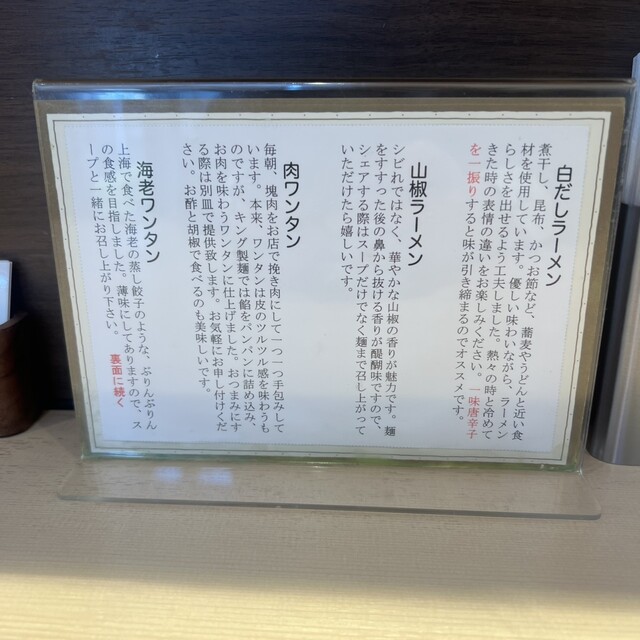 白だしラーメン
煮干し、昆布、かつお節など、蕎麦やうどんと近い食
材を使用しています。優しい味わいながら、ラーメン
らしさを出せるよう工夫しました。熱々の時と冷めて
きた時の表情の違いをお楽しみください。一味唐辛子
を一振りすると味が引き締まるのでオススメです。
山椒ラーメン
シビれではなく、華やかな山椒の香りが魅力です。麺
をすすった後の鼻から抜ける香りが醍醐味ですので、
シェアする際はスープだけでなく麺まで召し上がって
いただけたら嬉しいです。
肉ワンタン
毎朝、塊肉をお店で挽き肉にして一つ一つ手包みして
います。本来、ワンタンは皮のツルツル感を味わうも
のですが、キング製麺では餡をパンパンに詰め込み、
お肉を味わうワンタンに仕上げました。おつまみにす
る際は別皿で提供致します。お気軽にお申し付けくだ
さい。お酢と胡椒で食べるのも美味しいです。
海老ワンタン
上海で食べた海老の蒸し餃子のような、ぷりんぷりん
の食感を目指しました。薄味にしてありますので、ス
ープと一緒にお召し上がり下さい。 裏面に続く